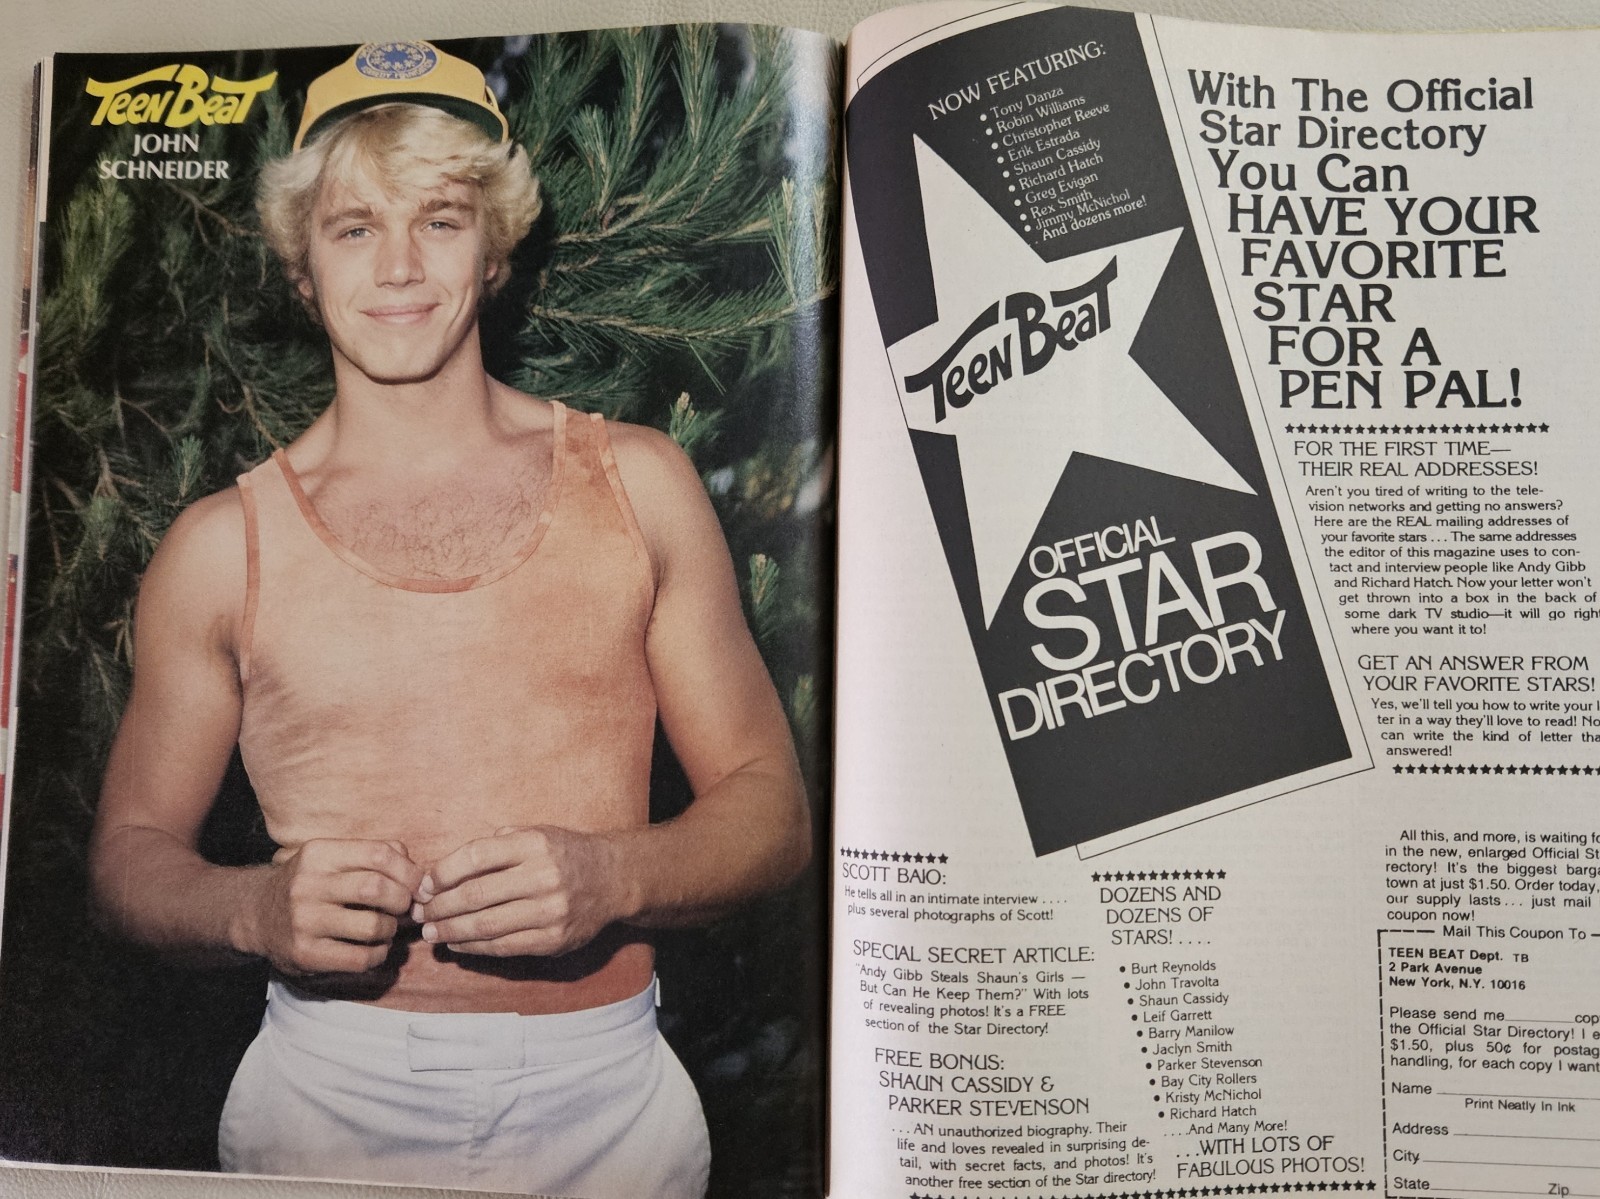 TEEN BEAT
JOHN
SCHNEIDER
NOW FEATURING:
• Tony Danza
• Robin Williams
• Christopher Reeve
• Erik Estrada
• Shaun Cassidy
• Richard Hatch
• Greg Evigan
• Rex Smith
• Jimmy McNichol
. And dozens more!
TEEN BEAT
OFFICIAL
STAR
DIRECTORY
With The Official
Star Directory
You Can
HAVE YOUR
FAVORITE
STAR
FOR A
PEN PAL!
FOR THE FIRST TIME—
THEIR REAL ADDRESSES!
Aren't you tired of writing to the tele-
vision networks and getting no answers?
Here are the REAL mailing addresses of
your favorite stars . . . The same addresses
the editor of this magazine uses to con-
tact and interview people like Andy Gibb
and Richard Hatch. Now your letter won't
get thrown into a box in the back of
some dark TV studio—it will go right
where you want it to!
GET AN ANSWER FROM
YOUR FAVORITE STARS!
Yes, we'll tell you how to write your l
ter in a way they'll love to read! No
can write the kind of letter tha
answered!
SCOTT BAIO:
He tells all in an intimate interview . . . .
plus several photographs of Scott!
SPECIAL SECRET ARTICLE:
"Andy Gibb Steals Shaun's Girls —
But Can He Keep Them?" With lots
of revealing photos! It's a FREE
section of the Star Directory!
FREE BONUS:
SHAUN CASSIDY &
PARKER STEVENSON
. . . AN unauthorized biography. Their
life and loves revealed in surprising de-
tail, with secret facts, and photos! It's
another free section of the Star directory!
DOZENS AND
DOZENS OF
STARS! . . . .
• Burt Reynolds
• John Travolta
• Shaun Cassidy
• Leif Garrett
• Barry Manilow
• Jaclyn Smith
• Parker Stevenson
• Bay City Rollers
• Kristy McNichol
• Richard Hatch
. . . . And Many More!
. . . WITH LOTS OF
FABULOUS PHOTOS!
All this, and more, is waiting fo
in the new, enlarged Official St
rectory! It's the biggest barga
town at just $1.50. Order today,
our supply lasts . . . just mail
coupon now!
Mail This Coupon To
TEEN BEAT Dept. TB
2 Park Avenue
New York, N.Y. 10016
Please send me ______ cop
the Official Star Directory! I e
$1.50, plus 50¢ for postag
handling, for each copy I want
Name
Print Neatly In Ink
Address
City
State Zip